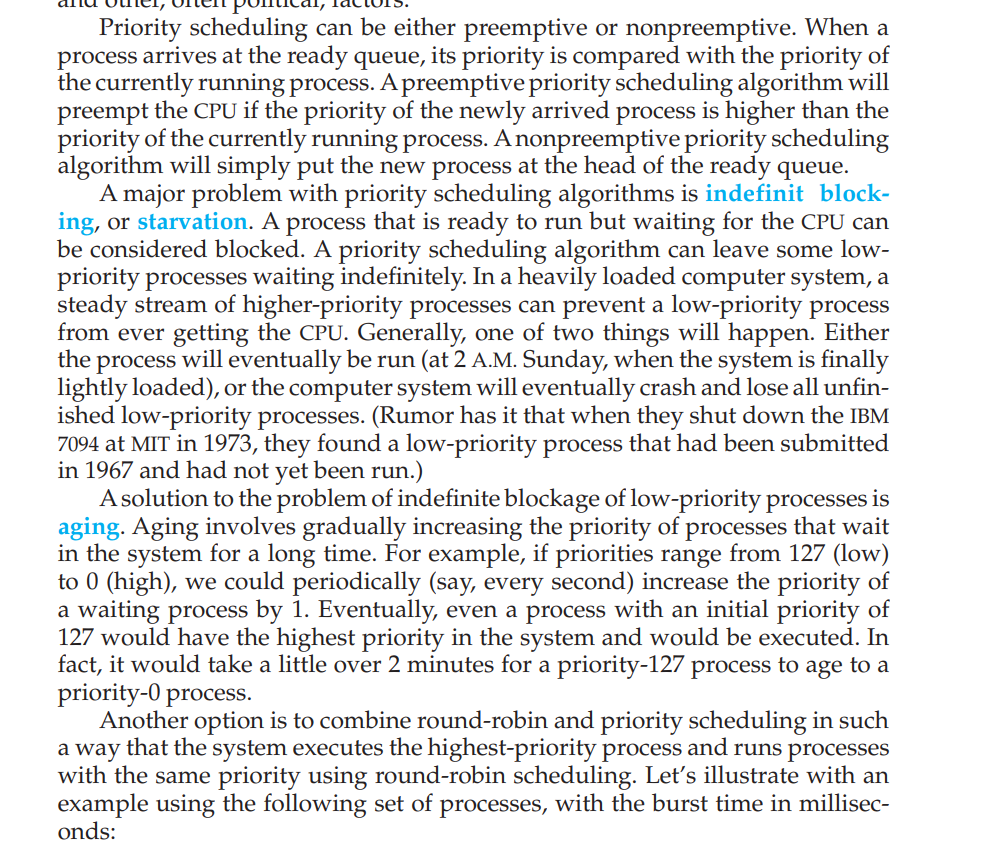 and other, often political, factors.
Priority scheduling can be either preemptive or nonpreemptive. When a
process arrives at the ready queue, its priority is compared with the priority of
the currently running process. A preemptive priority scheduling algorithm will
preempt the CPU if the priority of the newly arrived process is higher than the
priority of the currently running process. A nonpreemptive priority scheduling
algorithm will simply put the new process at the head of the ready queue.
A major problem with priority scheduling algorithms is indefinit block-
ing, or starvation. A process that is ready to run but waiting for the CPU can
be considered blocked. A priority scheduling algorithm can leave some low-
priority processes waiting indefinitely. In a heavily loaded computer system, a
steady stream of higher-priority processes can prevent a low-priority process
from ever getting the CPU. Generally, one of two things will happen. Either
the process will eventually be run (at 2 A.M. Sunday, when the system is finally
lightly loaded), or the computer system will eventually crash and lose all unfin-
ished low-priority processes. (Rumor has it that when they shut down the IBM
7094 at MIT in 1973, they found a low-priority process that had been submitted
in 1967 and had not yet been run.)
A solution to the problem of indefinite blockage of low-priority processes is
aging. Aging involves gradually increasing the priority of processes that wait
in the system for a long time. For example, if priorities range from 127 (low)
to 0 (high), we could periodically (say, every second) increase the priority of
a waiting process by 1. Eventually, even a process with an initial priority of
127 would have the highest priority in the system and would be executed. In
fact, it would take a little over 2 minutes for a priority-127 process to age to a
priority-0 process.
Another option is to combine round-robin and priority scheduling in such
a way that the system executes the highest-priority process and runs processes
with the same priority using round-robin scheduling. Let's illustrate with an
example using the following set of processes, with the burst time in millisec-
onds: